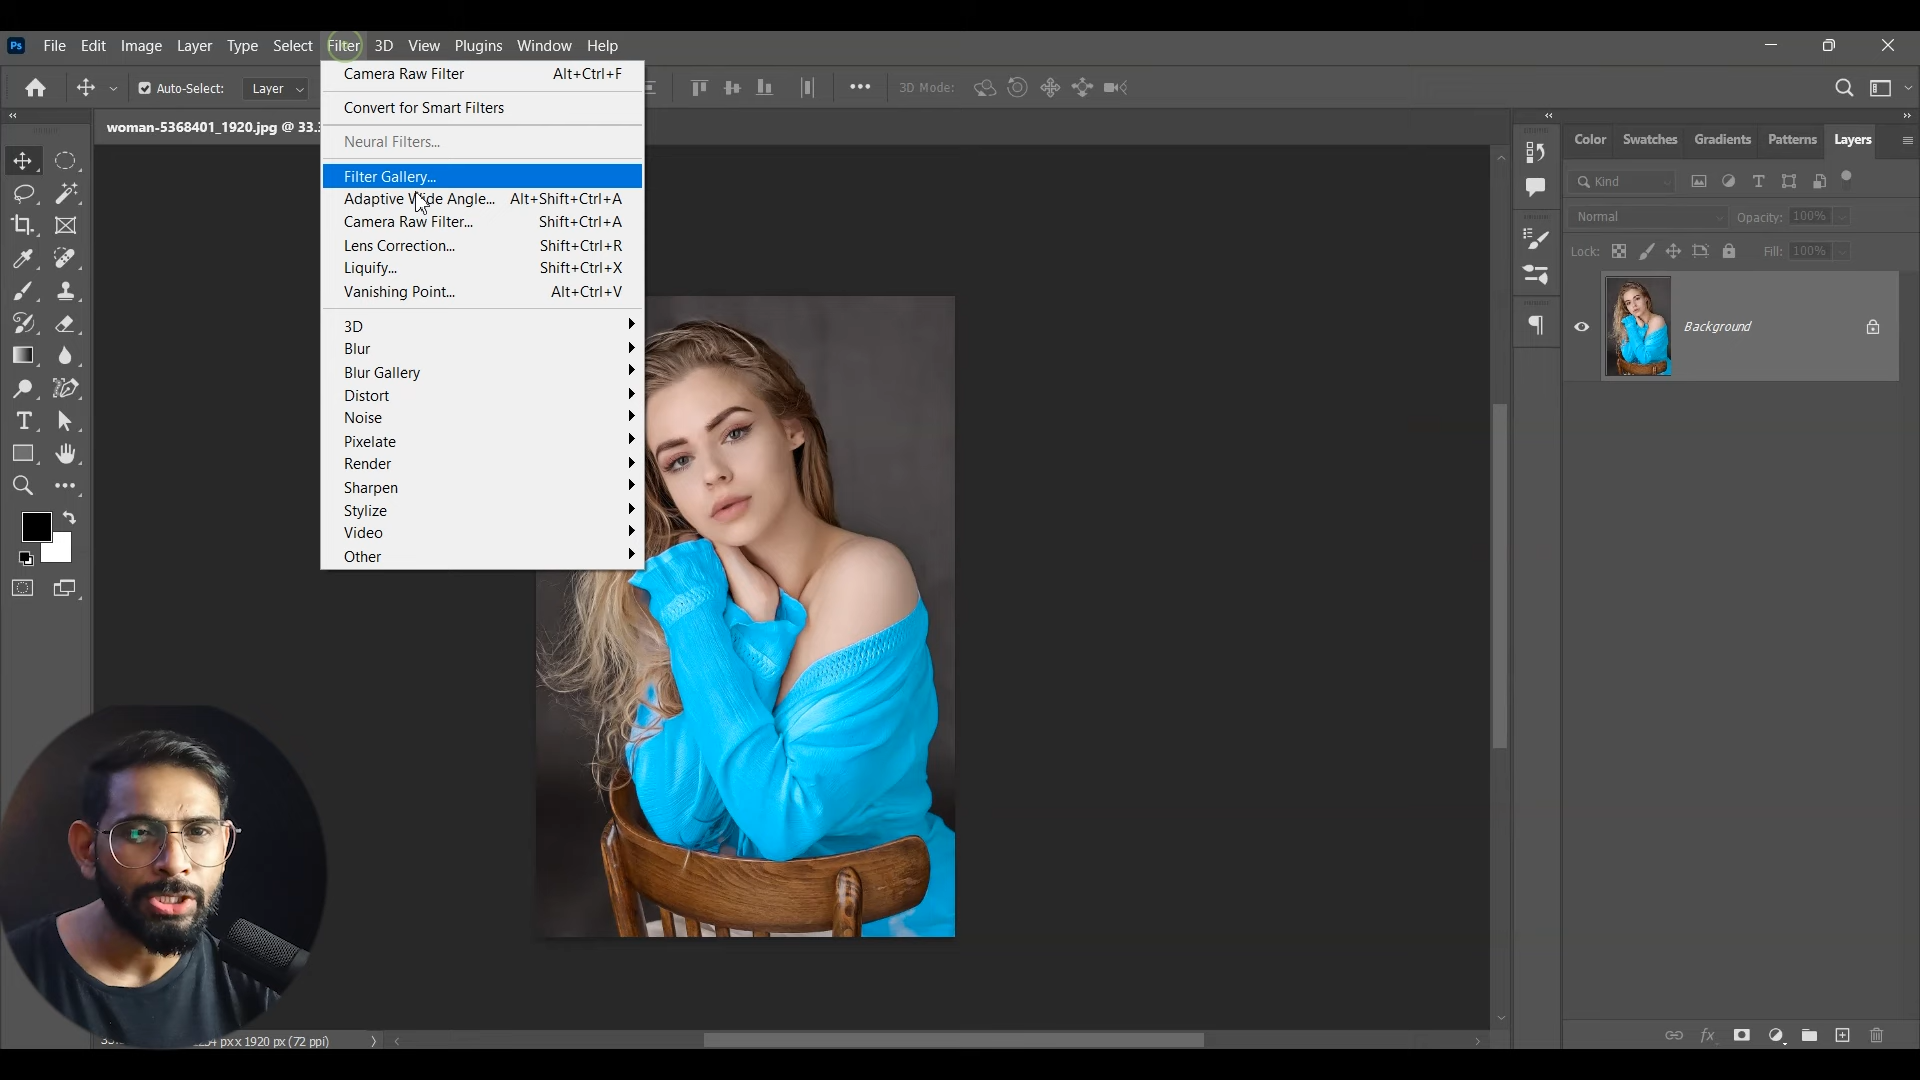 Ps File Edit Image Layer Type Select Filter 3D View Plugins Window Help
Auto-Select: Layer 3D Mode:
woman-5368401_1920.jpg @ 33.3
Camera Raw Filter Alt+Ctrl+F
Convert for Smart Filters
Neural Filters...
Filter Gallery...
Adaptive Wide Angle... Alt+Shift+Ctrl+A
Camera Raw Filter... Shift+Ctrl+A
Lens Correction... Shift+Ctrl+R
Liquify... Shift+Ctrl+X
Vanishing Point... Alt+Ctrl+V
3D
Blur
Blur Gallery
Distort
Noise
Pixelate
Render
Sharpen
Stylize
Video
Other
Color Swatches Gradients Patterns Layers
Kind
Normal Opacity: 100%
Lock: Fill: 100%
Background
px x 1920 px (72 ppi)